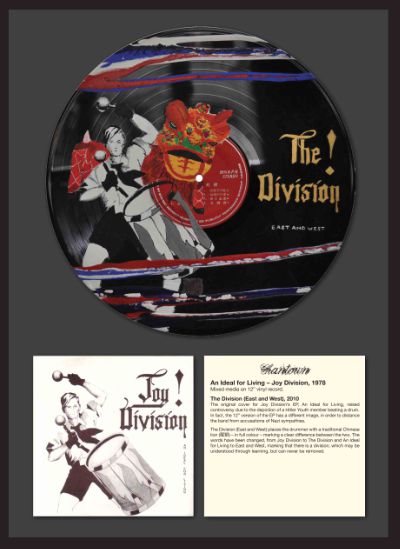 The!
Division
EAST AND WEST
STEREO
Joy!
Division
Chantown
An Ideal for Living – Joy Division, 1978
Mixed media on 12" vinyl record.
The Division (East and West), 2010
The original cover for Joy Division's EP, An Ideal for Living, raised
controversy due to the depiction of a Hitler Youth member beating a drum.
In fact, the 12" version of the EP has a different image, in order to distance
the band from accusations of Nazi sympathies.
The Division (East and West) places the drummer with a traditional Chinese
lion (醒獅) – in full colour – marking a clear difference between the two. The
words have been changed, from Joy Division to The Division and An Ideal
for Living to East and West, marking that there is a division, which may be
understood through learning, but can never be removed.